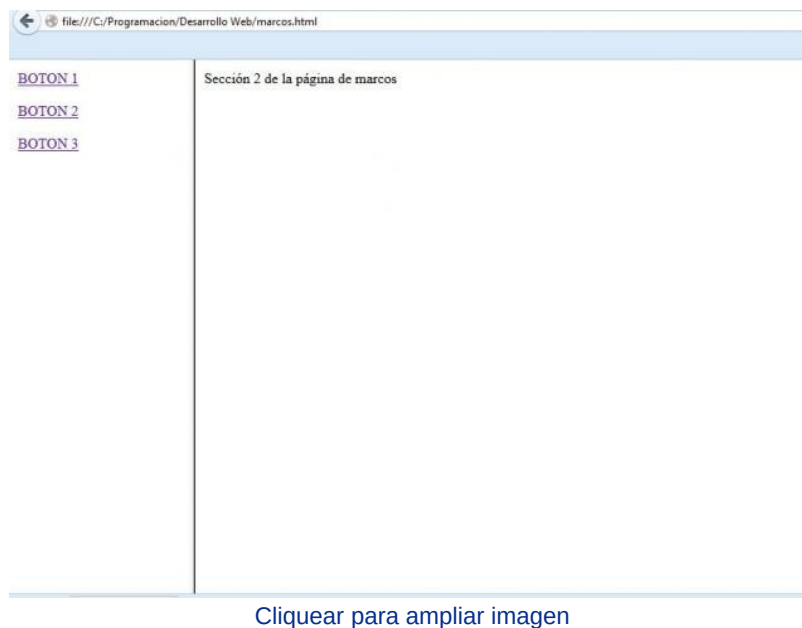 file:///C:/Programacion/Desarrollo Web/marcos.html
BOTON 1
BOTON 2
BOTON 3
Sección 2 de la página de marcos
Cliquear para ampliar imagen